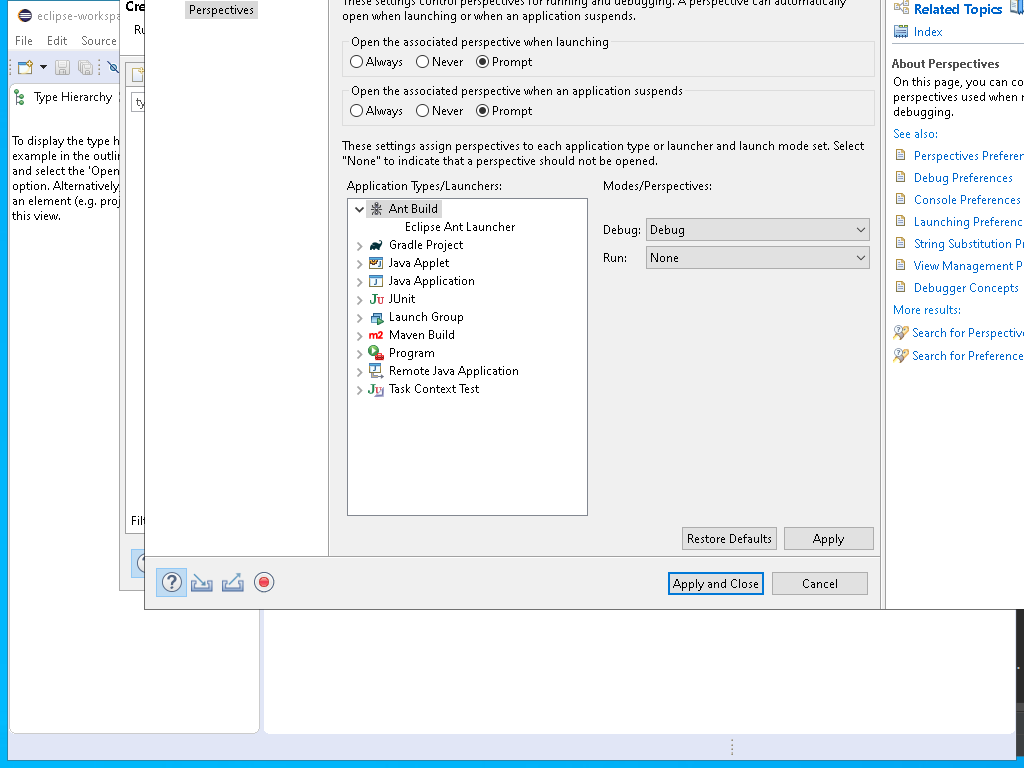 eclipse-workspa
File Edit Source
Type Hierarchy
To display the type h
example in the outlin
and select the 'Open
option. Alternatively
an element (e.g. proj
this view.
Cre
Ru
ty
Filt
Perspectives
These settings control perspectives for running and debugging. A perspective can automatically
open when launching or when an application suspends.
Open the associated perspective when launching
Always Never Prompt
Open the associated perspective when an application suspends
Always Never Prompt
These settings assign perspectives to each application type or launcher and launch mode set. Select
"None" to indicate that a perspective should not be opened.
Application Types/Launchers:
Ant Build
Eclipse Ant Launcher
Gradle Project
Java Applet
Java Application
JUnit
Launch Group
Maven Build
Program
Remote Java Application
Task Context Test
Modes/Perspectives:
Debug: Debug
Run: None
Restore Defaults Apply
Apply and Close Cancel
Related Topics
Index
About Perspectives
On this page, you can co
perspectives used when r
debugging.
See also:
Perspectives Preferen
Debug Preferences
Console Preferences
Launching Preferenc
String Substitution Pr
View Management P
Debugger Concepts
More results:
Search for Perspective
Search for Preference